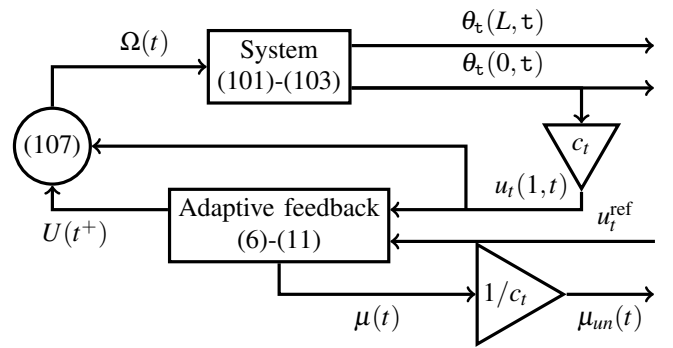 θ_t(L, t)
Ω(t)
System
(101)-(103)
θ_t(0, t)
(107)
c_t
u_t(1, t)
Adaptive feedback
(6)-(11)
U(t⁺)
u_t^ref
1/c_t
μ(t)
μ_un(t)